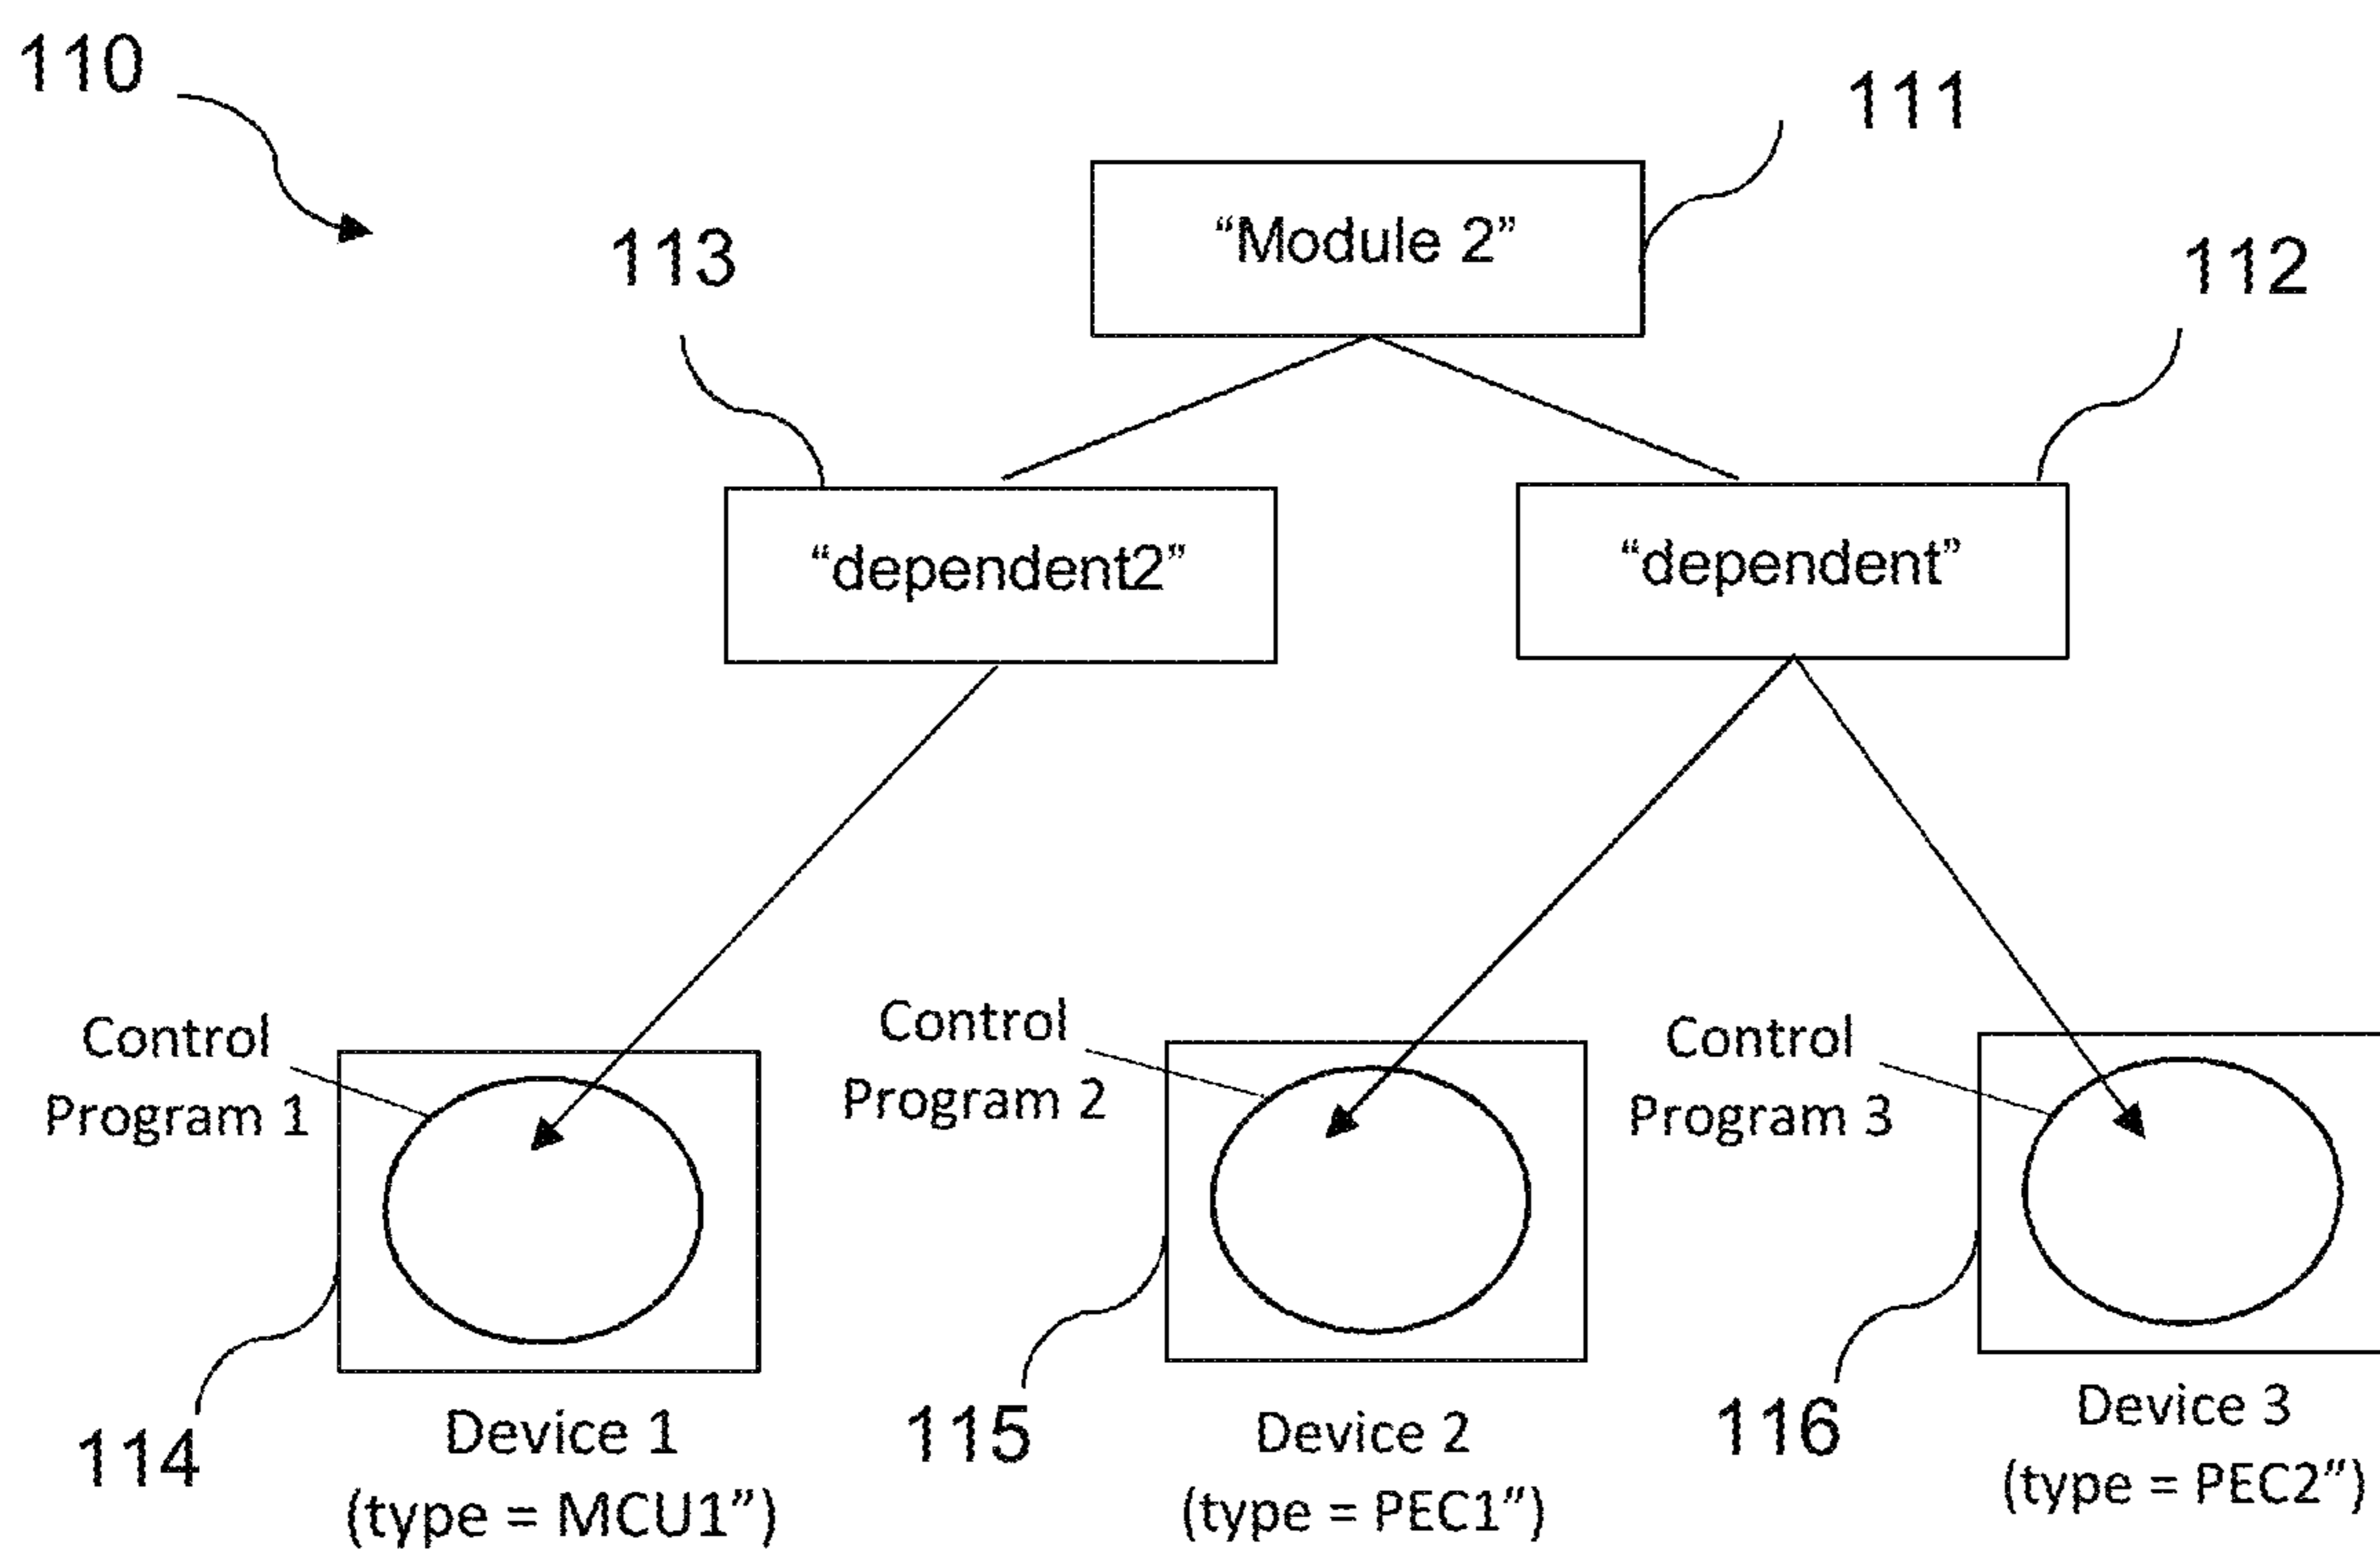 110
111
“Module 2”
113
112
“dependent2”
“dependent”
Control
Program 1
Control
Program 2
Control
Program 3
114
Device 1
(type = MCU1”)
115
Device 2
(type = PEC1”)
116
Device 3
(type = PEC2”)